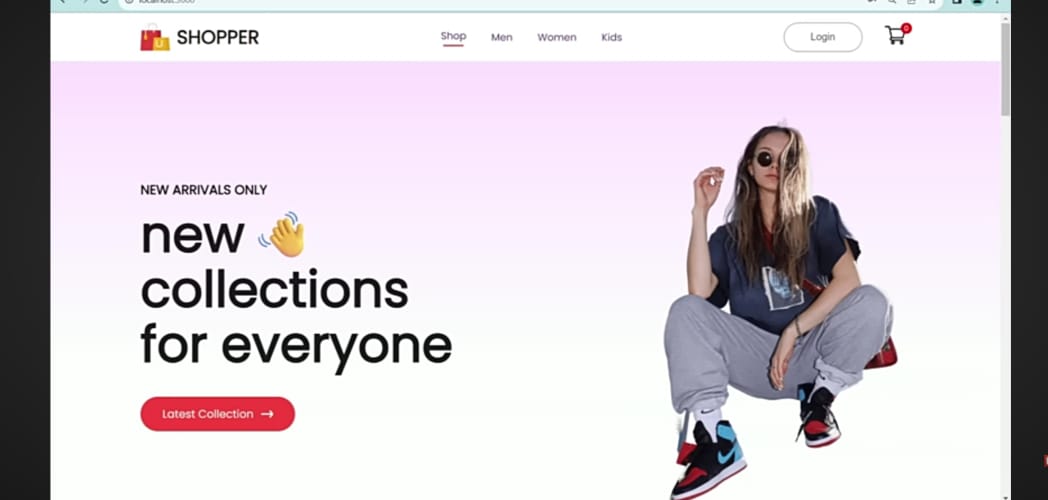 localhost:3000
SHOPPER
Shop
Men
Women
Kids
Login
0
NEW ARRIVALS ONLY
new 👋
collections
for everyone
Latest Collection →